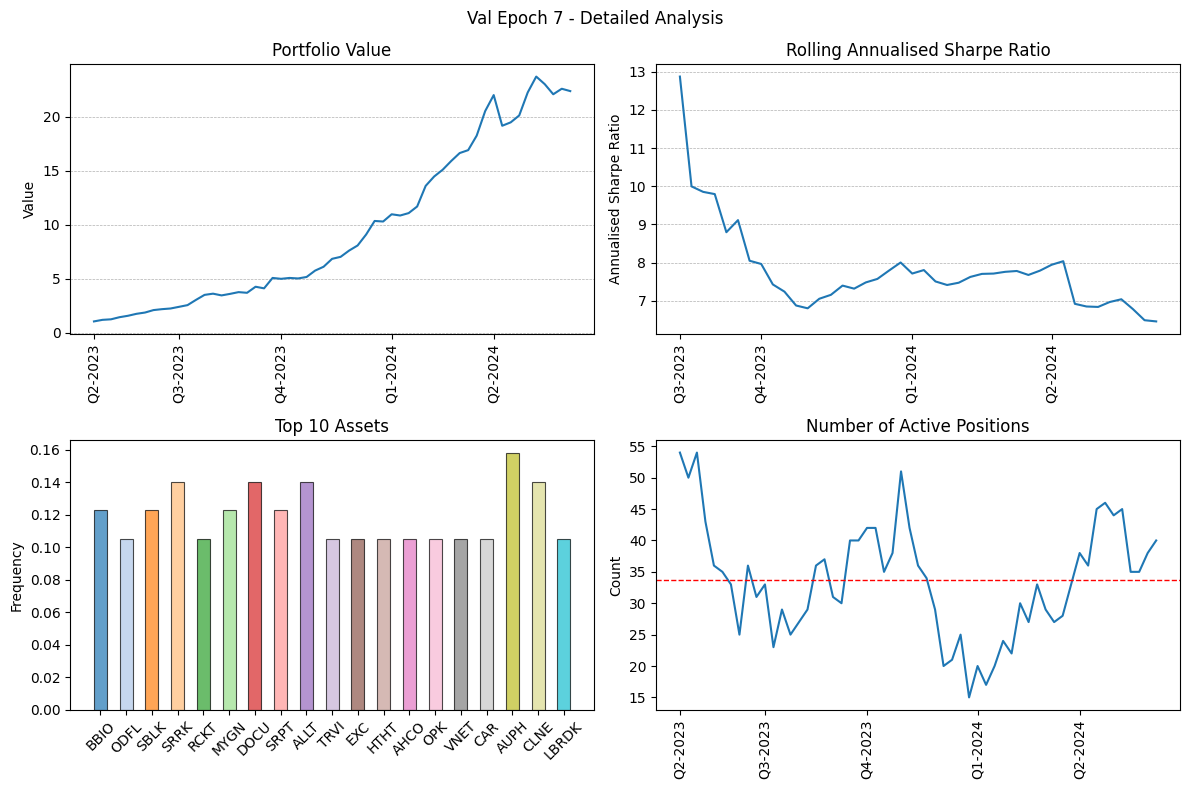 Val Epoch 7 - Detailed Analysis
Portfolio Value
Value
20
15
10
5
0
Q2-2023
Q3-2023
Q4-2023
Q1-2024
Q2-2024
Rolling Annualised Sharpe Ratio
Annualised Sharpe Ratio
13
12
11
10
9
8
7
Q3-2023
Q4-2023
Q1-2024
Q2-2024
Top 10 Assets
Frequency
0.16
0.14
0.12
0.10
0.08
0.06
0.04
0.02
0.00
BBIO
ODFL
SBLK
SRRK
RCKT
MYGN
DOCU
SRPT
ALLT
TRVI
EXC
HTHT
AHCO
OPK
VNET
CAR
AUPH
CLNE
LBRDK
Number of Active Positions
Count
55
50
45
40
35
30
25
20
15
Q2-2023
Q3-2023
Q4-2023
Q1-2024
Q2-2024